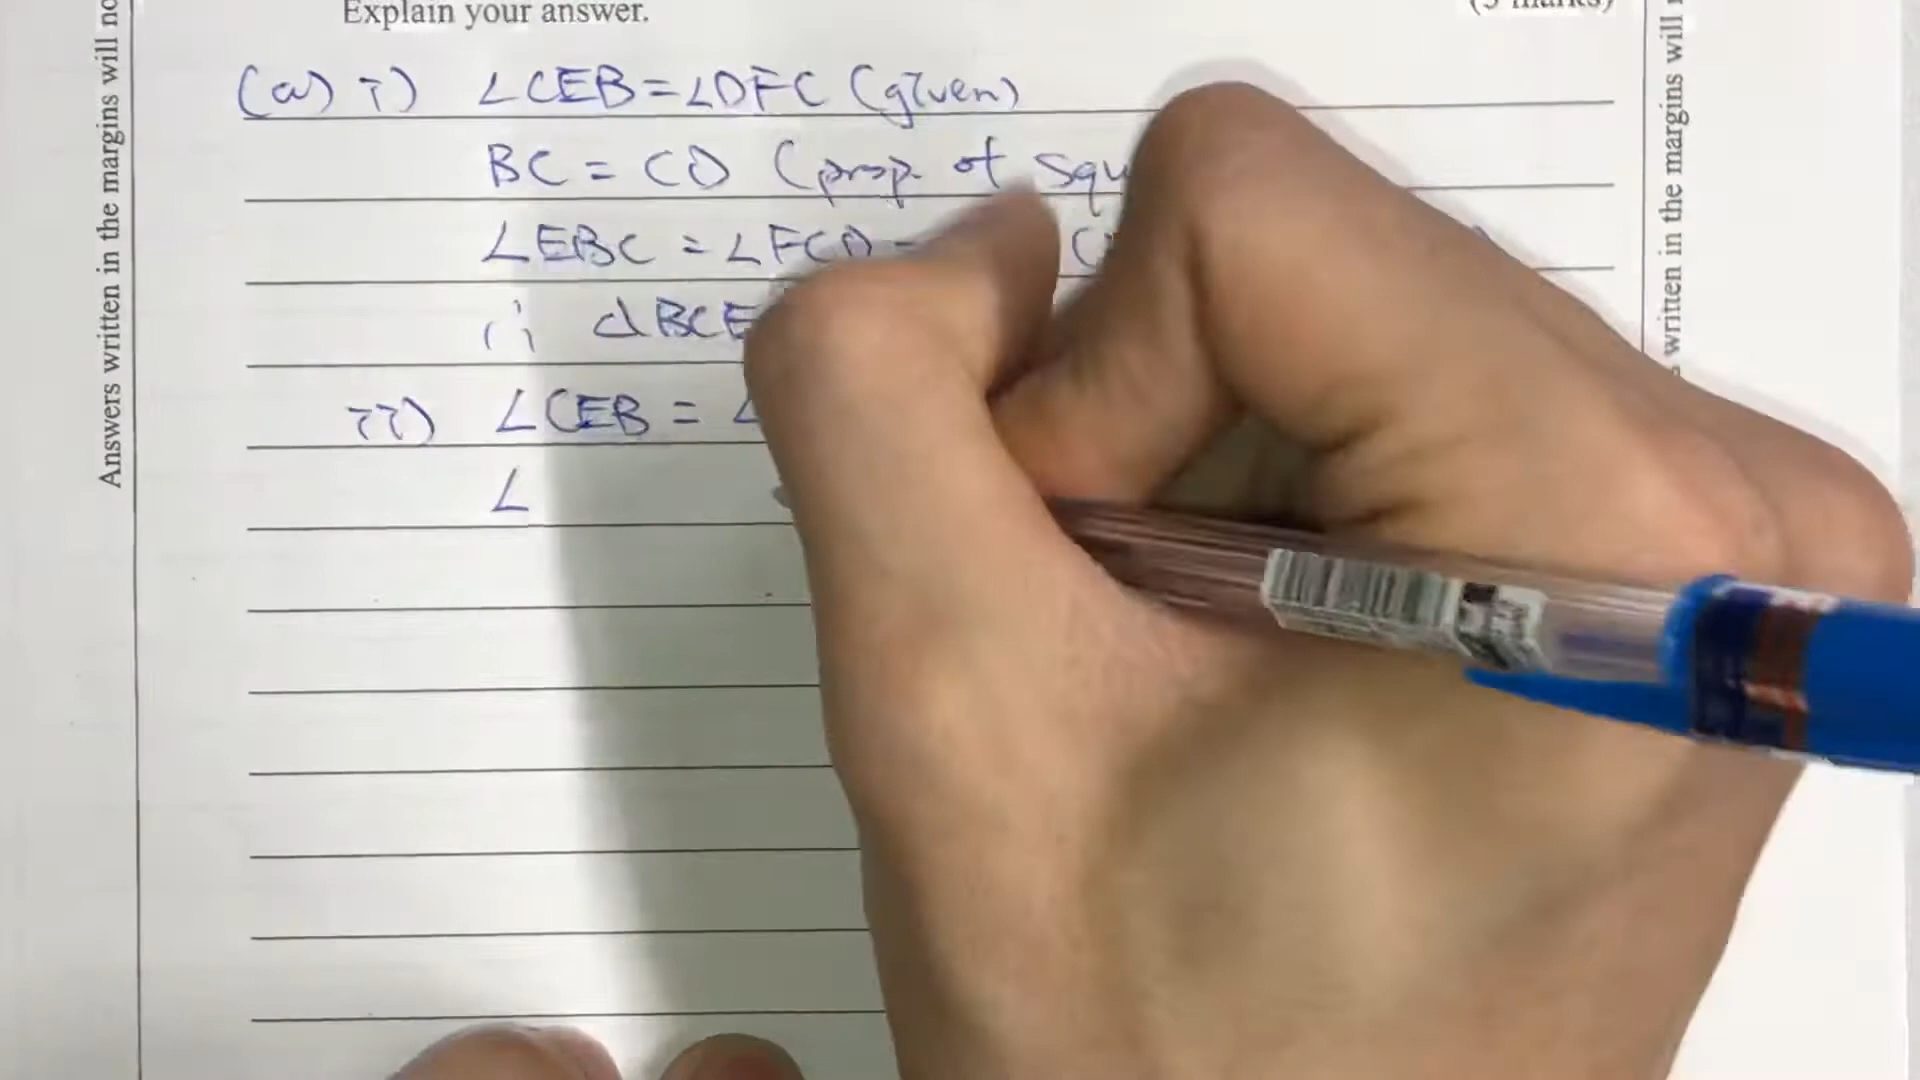 Explain your answer.
(a) i) ∠CEB = ∠DFC (given)
BC = CD (prop. of squ
∠EBC = ∠FCD =
∴ △BCE
ii) ∠CEB = ∠
∠
Answers written in the margins will no
written in the margins will